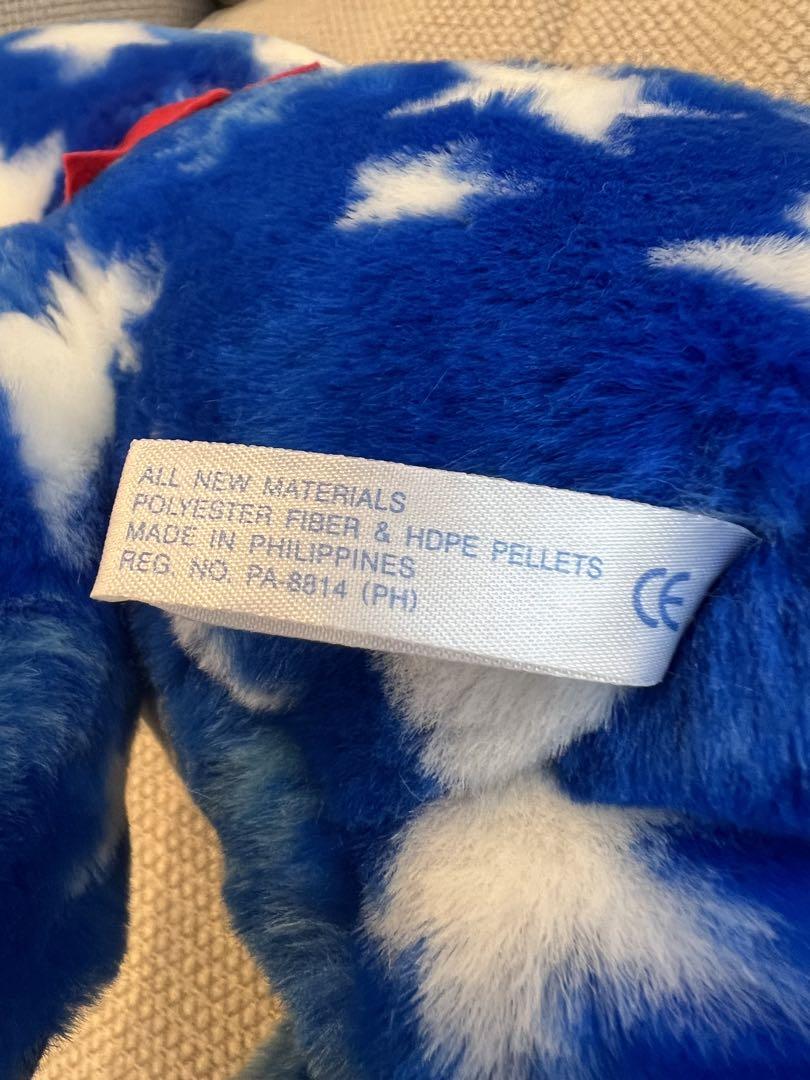 ALL NEW MATERIALS
POLYESTER FIBER & HDPE PELLETS
MADE IN PHILIPPINES
REG. NO. PA-8814 (PH)
CE